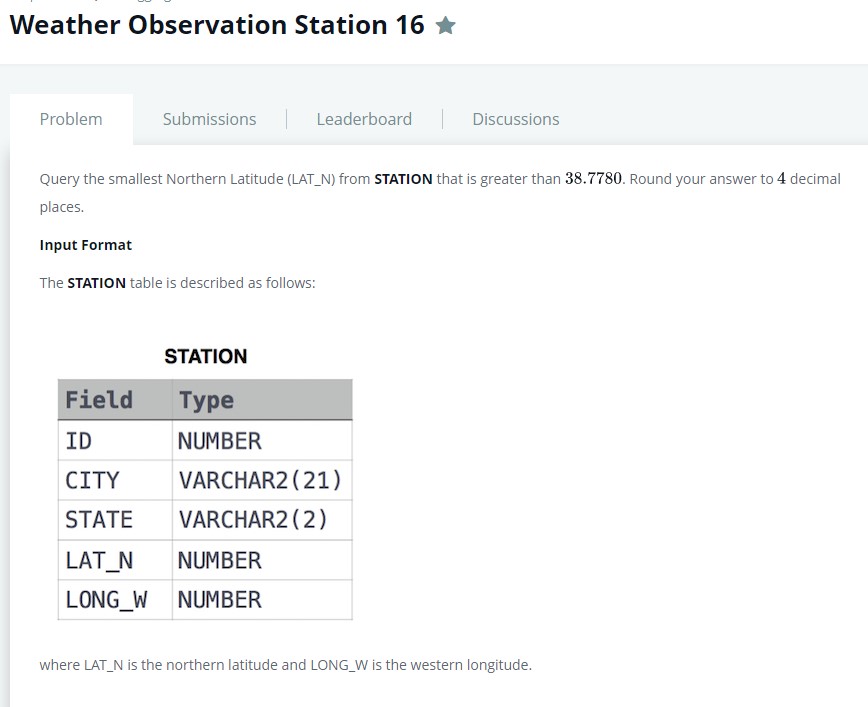 Weather Observation Station 16
Problem
Submissions
Leaderboard
Discussions
Query the smallest Northern Latitude (LAT_N) from STATION that is greater than 38.7780. Round your answer to 4 decimal
places.
Input Format
The STATION table is described as follows:
STATION
Field Type
ID NUMBER
CITY VARCHAR2(21)
STATE VARCHAR2(2)
LAT_N NUMBER
LONG_W NUMBER
where LAT_N is the northern latitude and LONG_W is the western longitude.